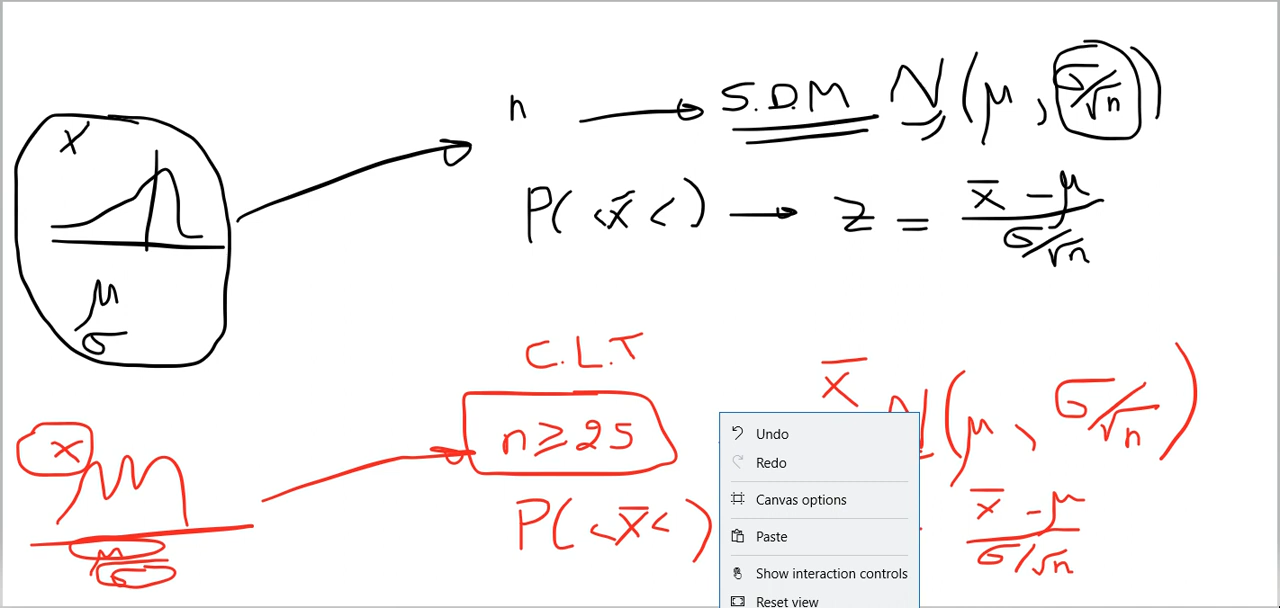 n → S.D.M N(μ, σ/√n)
x
P( <x̄< ) → z = (x̄ - μ)/(σ/√n)
μ
σ
C.L.T
x̄
n ≥ 25 N(μ, σ/√n)
x
P( <x̄< ) (x̄ - μ)/(σ/√n)
μ
σ
Undo
Redo
Canvas options
Paste
Show interaction controls
Reset view